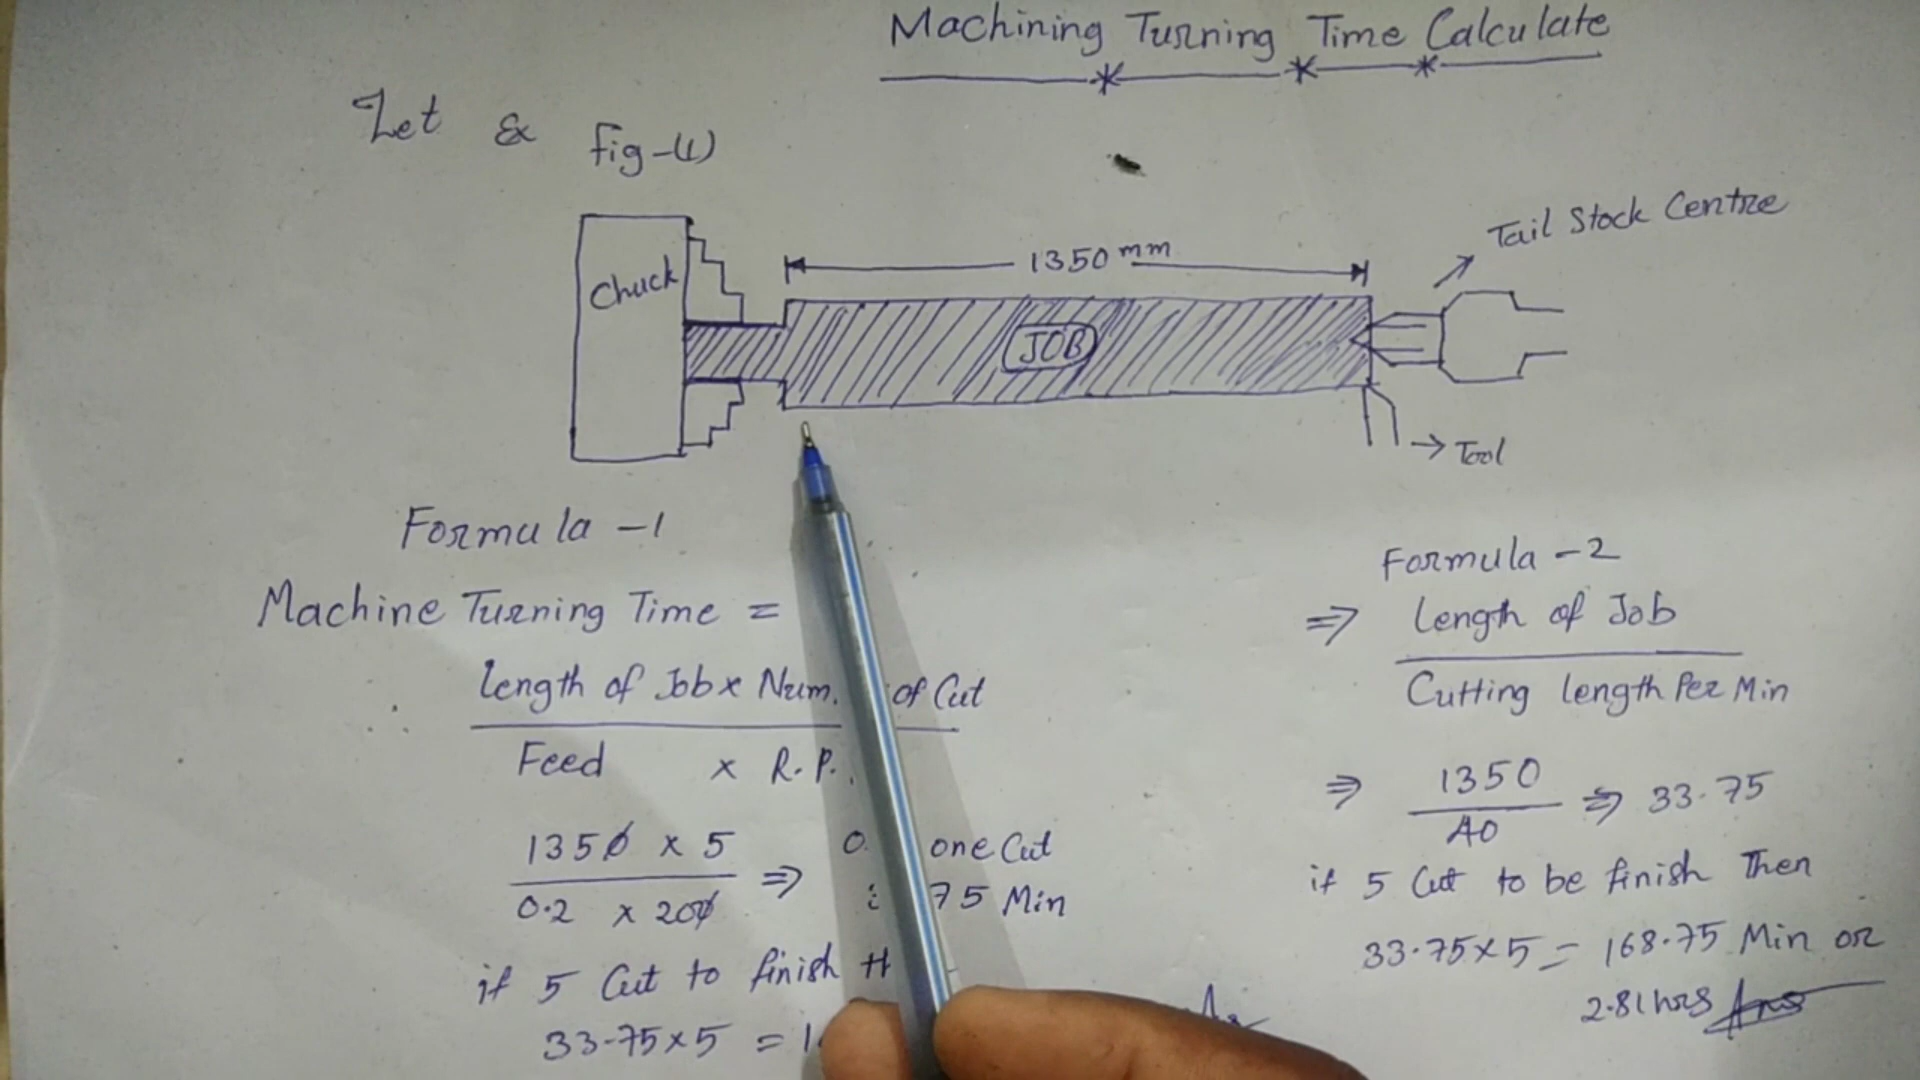 Machining Turning Time Calculate
Let & fig-(1)
1350 mm
Tail Stock Centre
Chuck
JOB
→ Tool
Formula -1
Machine Turning Time =
Length of Job x Num. of Cut
Feed x R.P.
1350 x 5
0.2 x 200
⇒
0. one Cut
75 Min
if 5 Cut to finish
33.75x5 =
Formula -2
⇒ Length of Job
Cutting length Per Min
⇒ 1350
40
⇒ 33.75
if 5 Cut to be finish Then
33.75x5 = 168.75 Min or
2.81 hrs Ans